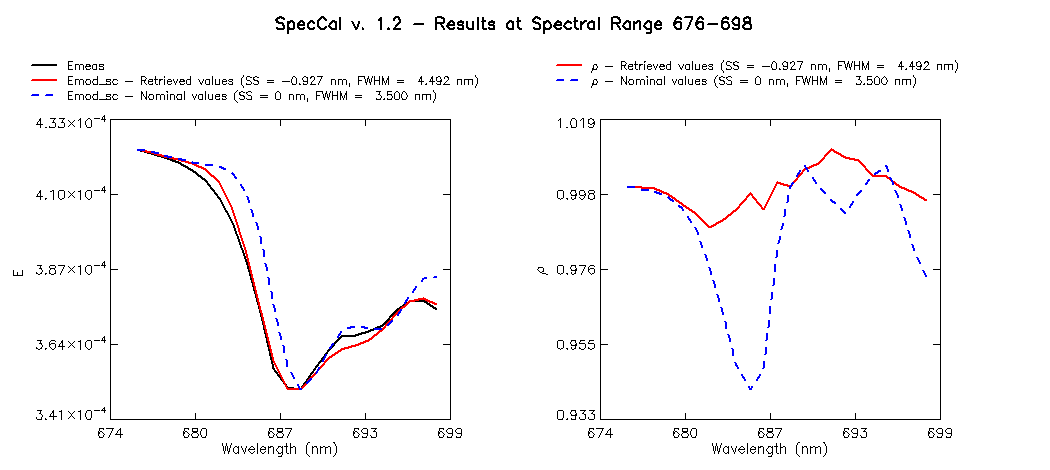 SpecCal v. 1.2 – Results at Spectral Range 676–698
Emeas
Emod_sc – Retrieved values (SS = –0.927 nm, FWHM = 4.492 nm)
Emod_sc – Nominal values (SS = 0 nm, FWHM = 3.500 nm)
4.33×10⁻⁴
4.10×10⁻⁴
3.87×10⁻⁴
3.64×10⁻⁴
3.41×10⁻⁴
E
674 680 687 693 699
Wavelength (nm)
ρ – Retrieved values (SS = –0.927 nm, FWHM = 4.492 nm)
ρ – Nominal values (SS = 0 nm, FWHM = 3.500 nm)
1.019
0.998
0.976
0.955
0.933
ρ
674 680 687 693 699
Wavelength (nm)